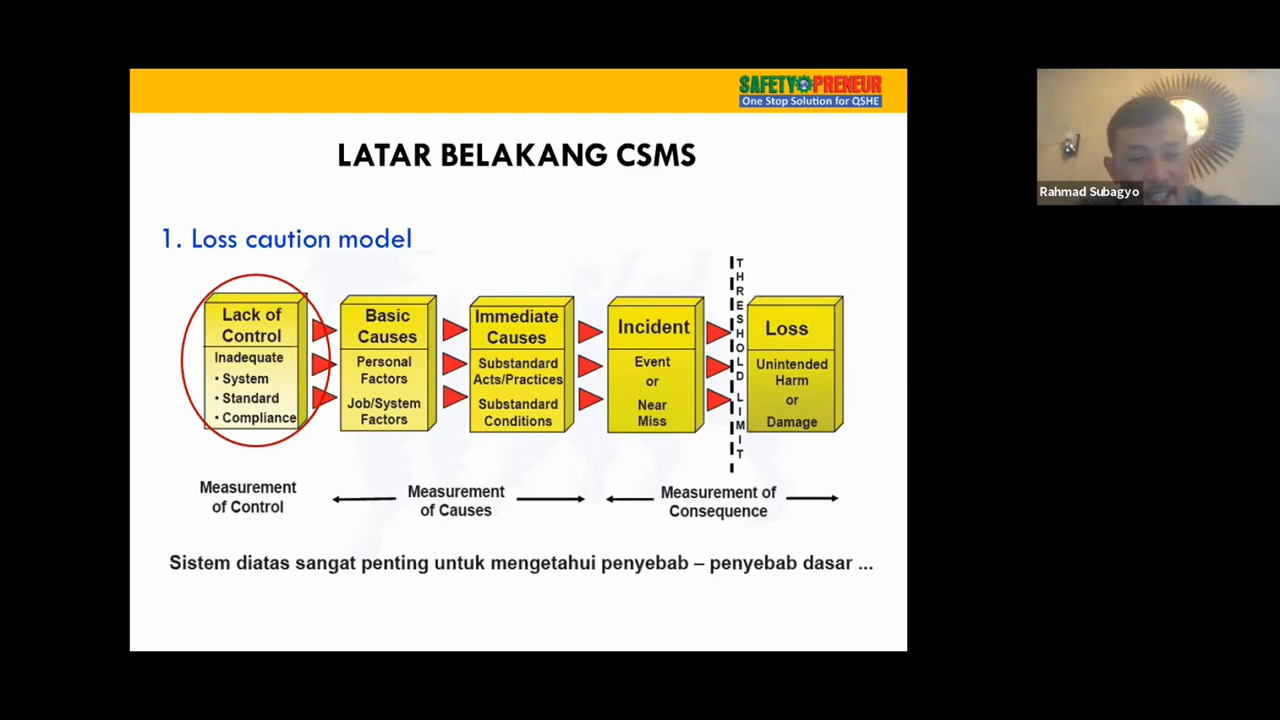 SAFETY PRENEUR
One Stop Solution for QSHE
Rahmad Subagyo
LATAR BELAKANG CSMS
1. Loss caution model
Lack of
Control
Inadequate
• System
• Standard
• Compliance
Basic
Causes
Personal
Factors
Job/System
Factors
Immediate
Causes
Substandard
Acts/Practices
Substandard
Conditions
Incident
Event
or
Near
Miss
THRESHOLD LIMIT
Loss
Unintended
Harm
or
Damage
Measurement
of Control
Measurement
of Causes
Measurement of
Consequence
Sistem diatas sangat penting untuk mengetahui penyebab – penyebab dasar ...